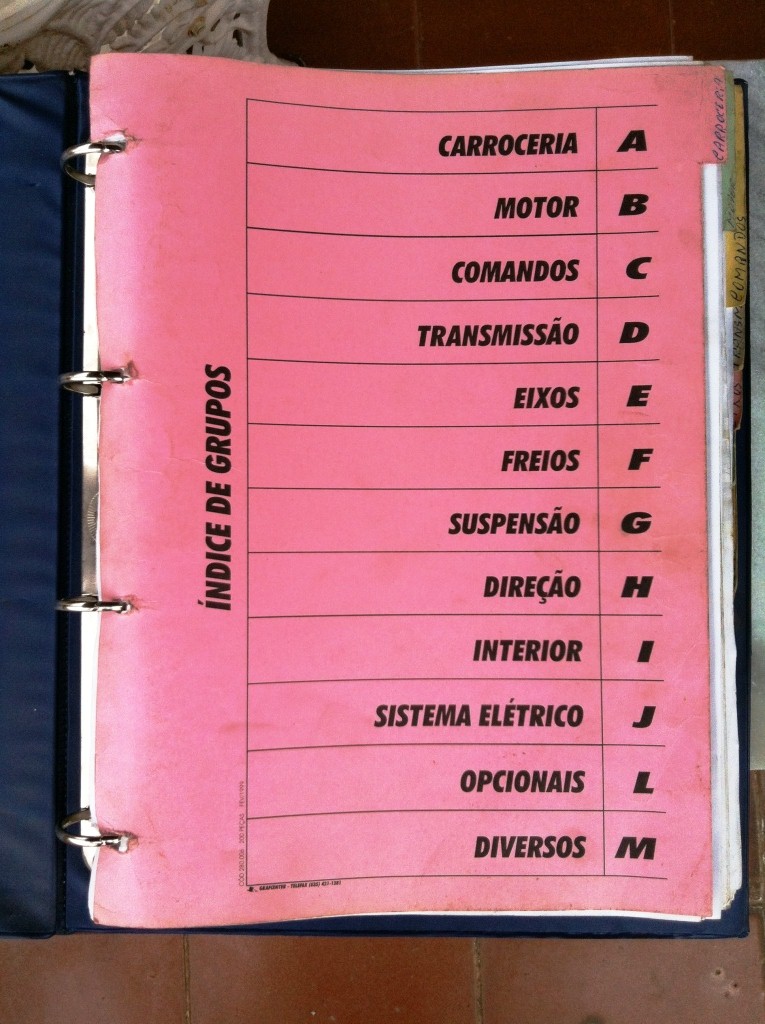 ÍNDICE DE GRUPOS
CARROCERIA A
MOTOR B
COMANDOS C
TRANSMISSÃO D
EIXOS E
FREIOS F
SUSPENSÃO G
DIREÇÃO H
INTERIOR I
SISTEMA ELÉTRICO J
OPCIONAIS L
DIVERSOS M
CARROCERIA
COMANDOS